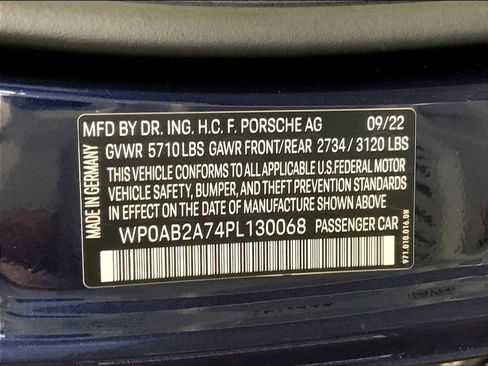 MFD BY DR. ING. H.C. F. PORSCHE AG 09/22
GVWR 5710 LBS GAWR FRONT/REAR 2734 / 3120 LBS
THIS VEHICLE CONFORMS TO ALL APPLICABLE U.S.FEDERAL MOTOR
VEHICLE SAFETY, BUMPER, AND THEFT PREVENTION STANDARDS
IN EFFECT ON THE DATE OF MANUFACTURE SHOWN ABOVE
WP0AB2A74PL130068 PASSENGER CAR
MADE IN GERMANY
971.010.016.DN